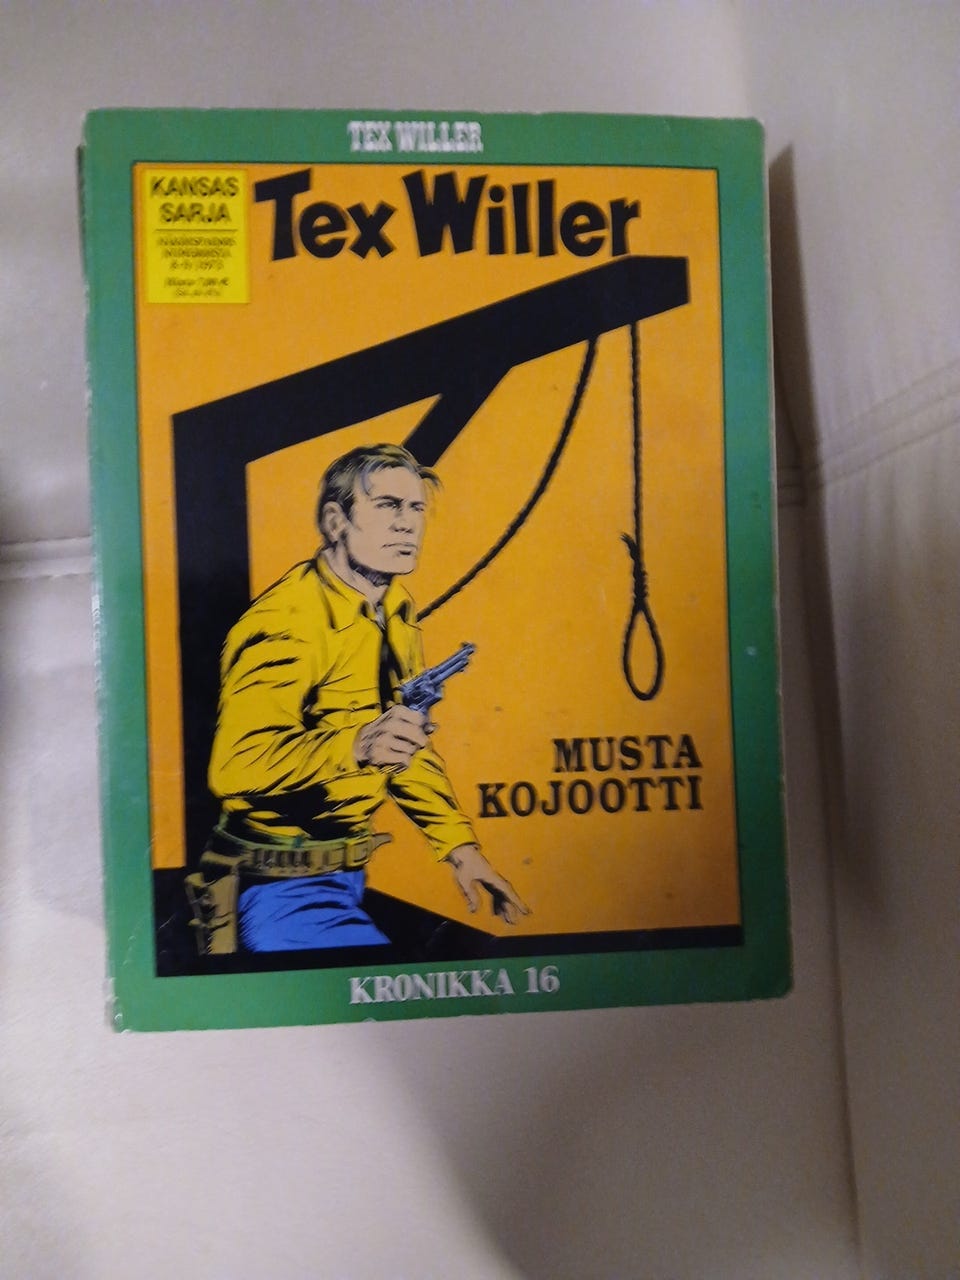 TEX WILLER
KANSAS
SARJA
Tex Willer
MUSTA
KOJOOTTI
KRONIKKA 16